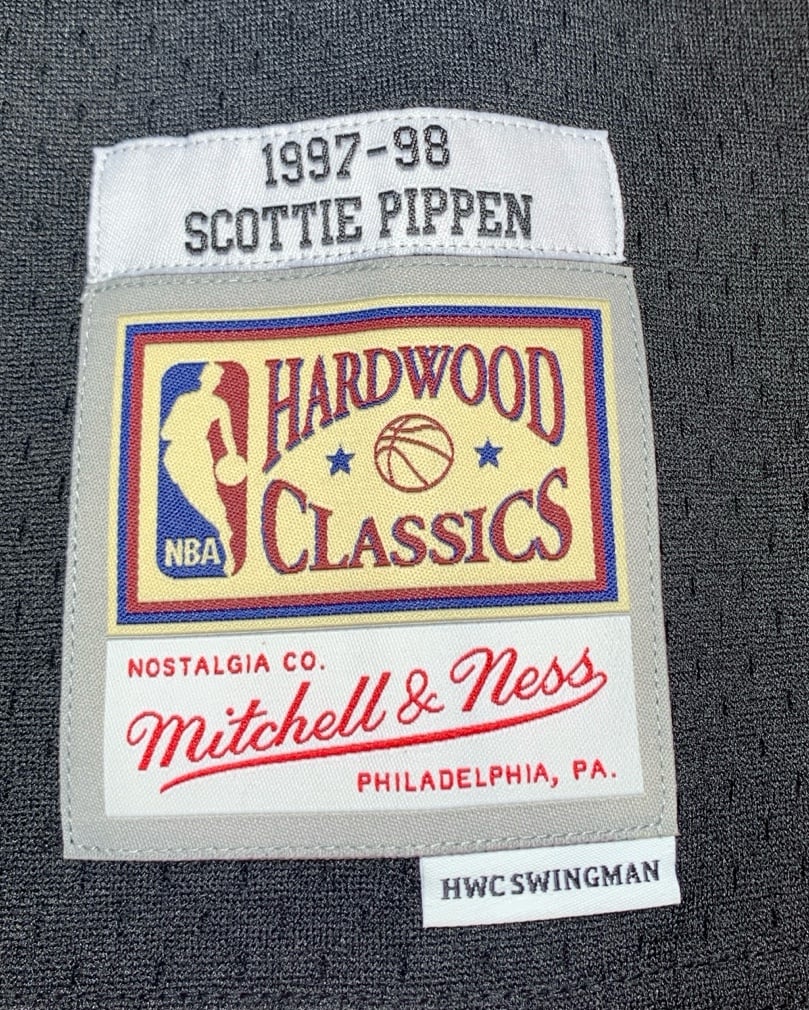 1997-98
SCOTTIE PIPPEN
HARDWOOD
CLASSICS
NBA
NOSTALGIA CO.
Mitchell & Ness
PHILADELPHIA, PA.
HWC SWINGMAN